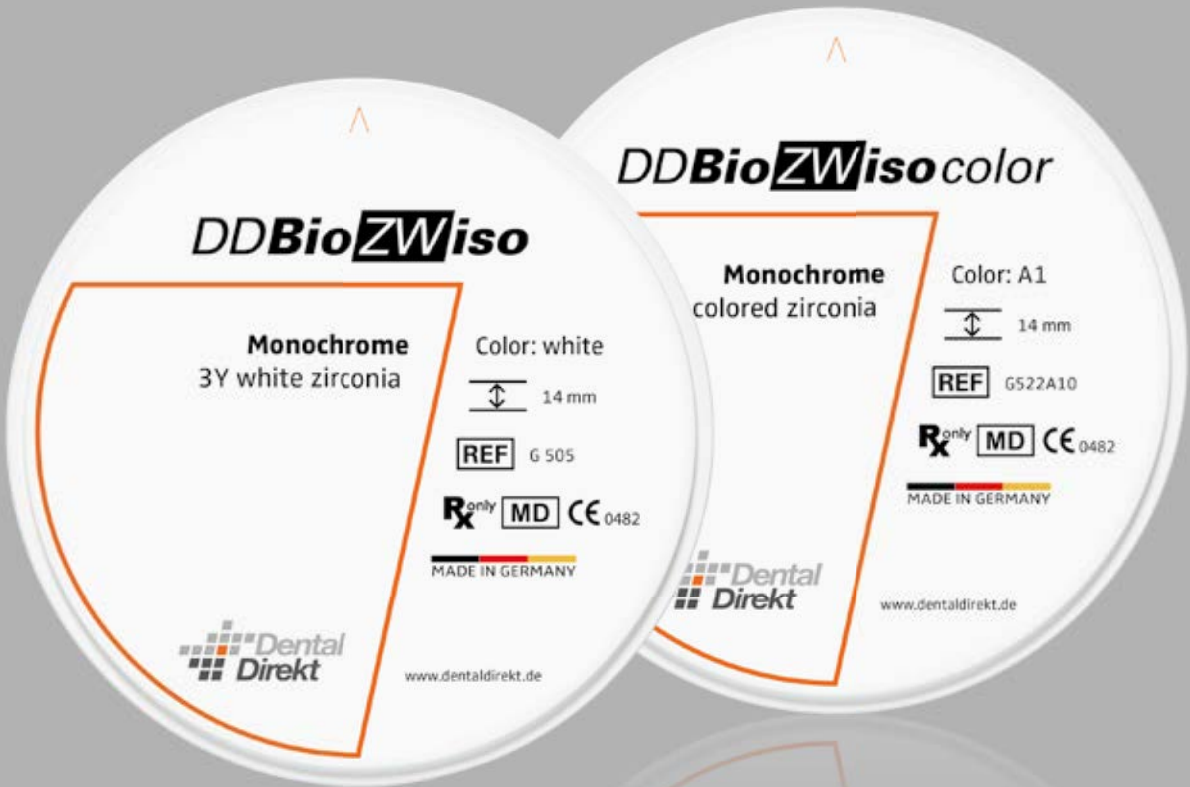 DDBioZWiso
Monochrome
3Y white zirconia
Color: white
14 mm
REF G 505
Rx only MD CE 0482
MADE IN GERMANY
Dental
Direkt
www.dentaldirekt.de
DDBioZWisocolor
Monochrome
colored zirconia
Color: A1
14 mm
REF G522A10
Rx only MD CE 0482
MADE IN GERMANY
Dental
Direkt
www.dentaldirekt.de